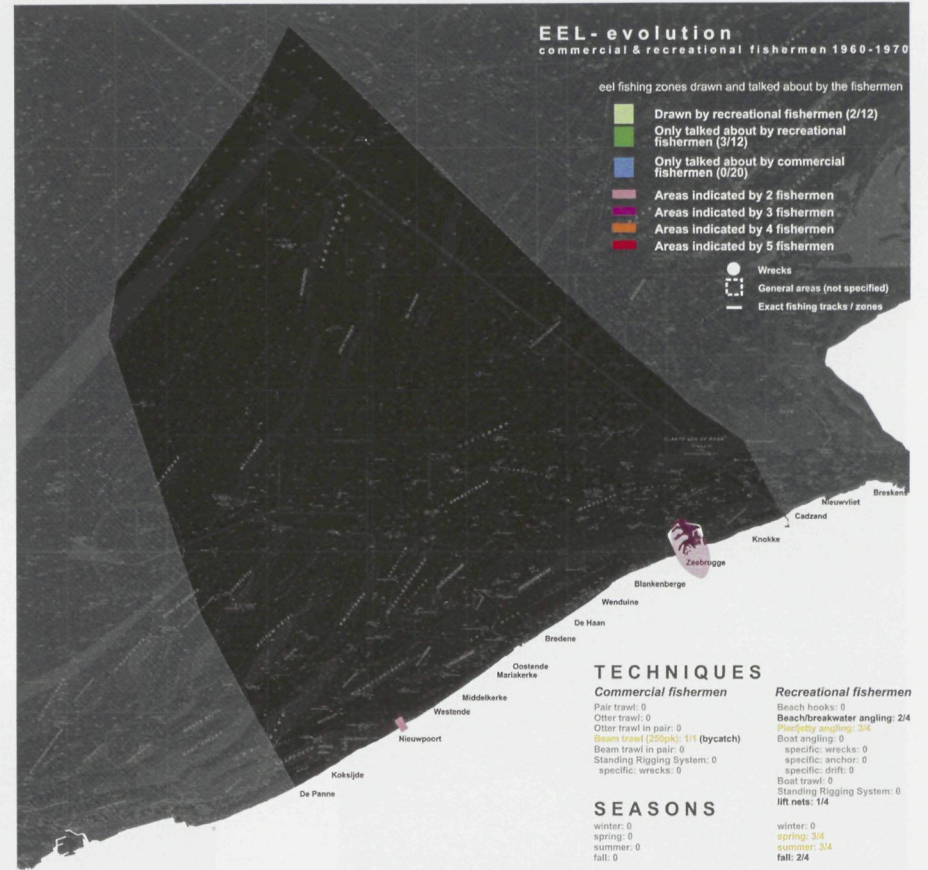 EEL- evolution
commercial & recreational fishermen 1960-1970
eel fishing zones drawn and talked about by the fishermen
Drawn by recreational fishermen (2/12)
Only talked about by recreational
fishermen (3/12)
Only talked about by commercial
fishermen (0/20)
Areas indicated by 2 fishermen
Areas indicated by 3 fishermen
Areas indicated by 4 fishermen
Areas indicated by 5 fishermen
Wrecks
General areas (not specified)
Exact fishing tracks / zones
Breskens
Nieuwvliet
Cadzand
Knokke
Zeebrugge
Blankenberge
Wenduine
De Haan
Bredene
Oostende
Mariakerke
Middelkerke
Westende
Nieuwpoort
Koksijde
De Panne
TECHNIQUES
Commercial fishermen
Pair trawl: 0
Otter trawl: 0
Otter trawl in pair: 0
Beam trawl (250pk): 1/1 (bycatch)
Beam trawl in pair: 0
Standing Rigging System: 0
specific: wrecks: 0
Recreational fishermen
Beach hooks: 0
Beach/breakwater angling: 2/4
Pier/jetty angling: 3/4
Boat angling: 0
specific: wrecks: 0
specific: anchor: 0
specific: drift: 0
Boat trawl: 0
Standing Rigging System: 0
lift nets: 1/4
SEASONS
winter: 0
spring: 0
summer: 0
fall: 0
winter: 0
spring: 3/4
summer: 3/4
fall: 2/4